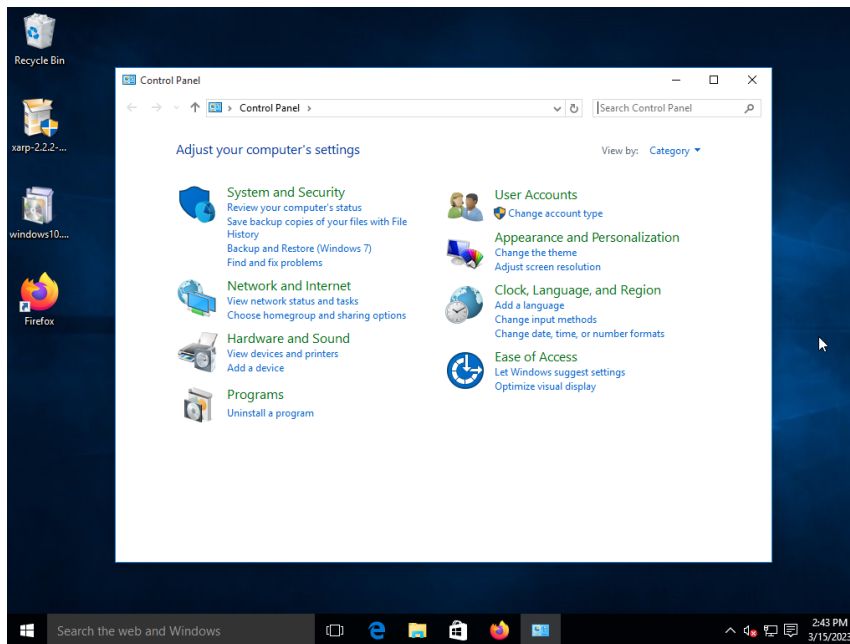 Recycle Bin
xarp-2.2.2-...
windows10....
Firefox
Control Panel
Control Panel
Search Control Panel
Adjust your computer's settings
View by: Category
System and Security
Review your computer's status
Save backup copies of your files with File
History
Backup and Restore (Windows 7)
Find and fix problems
Network and Internet
View network status and tasks
Choose homegroup and sharing options
Hardware and Sound
View devices and printers
Add a device
Programs
Uninstall a program
User Accounts
Change account type
Appearance and Personalization
Change the theme
Adjust screen resolution
Clock, Language, and Region
Add a language
Change input methods
Change date, time, or number formats
Ease of Access
Let Windows suggest settings
Optimize visual display
Search the web and Windows
2:43 PM
3/15/2023